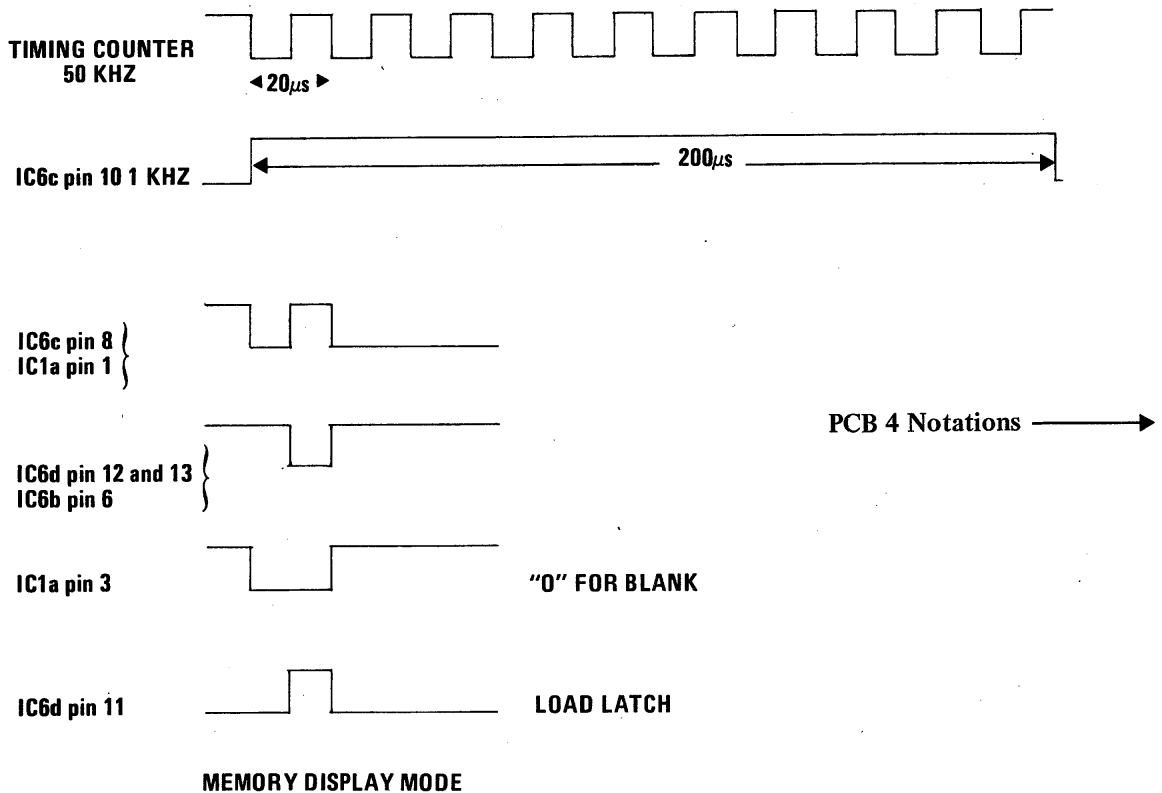 TIMING COUNTER
50 KHZ
20µs
IC6c pin 10 1 KHZ
200µs
IC6c pin 8
IC1a pin 1
PCB 4 Notations
IC6d pin 12 and 13
IC6b pin 6
IC1a pin 3
"0" FOR BLANK
IC6d pin 11
LOAD LATCH
MEMORY DISPLAY MODE